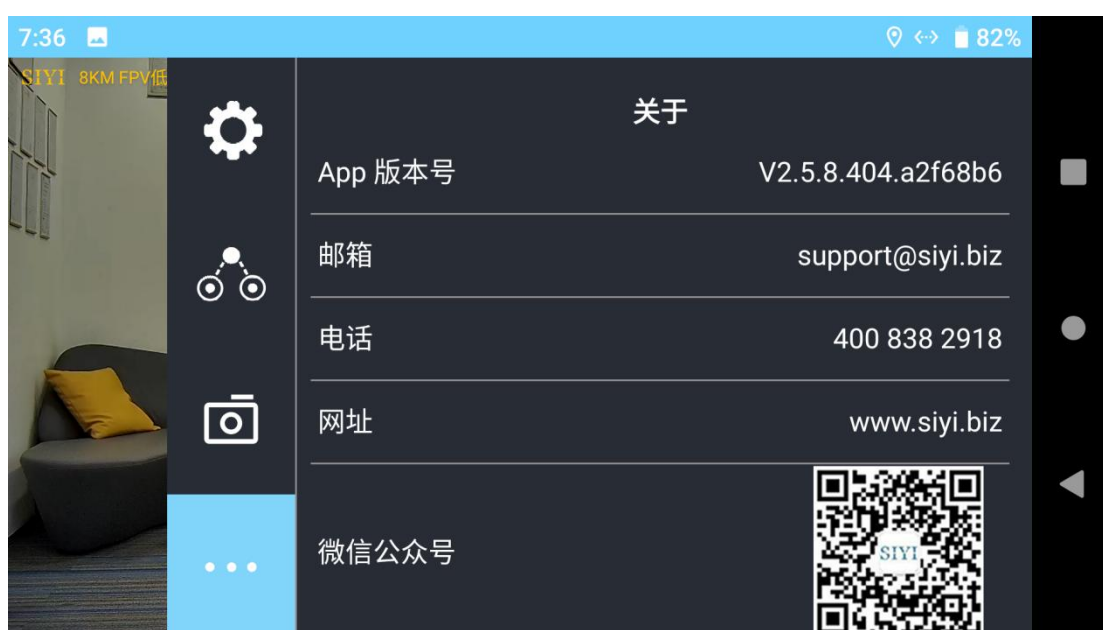 7:36
82%
SIYI 8KM FPV低
关于
App 版本号 V2.5.8.404.a2f68b6
邮箱 support@siyi.biz
电话 400 838 2918
网址 www.siyi.biz
微信公众号
SIYI